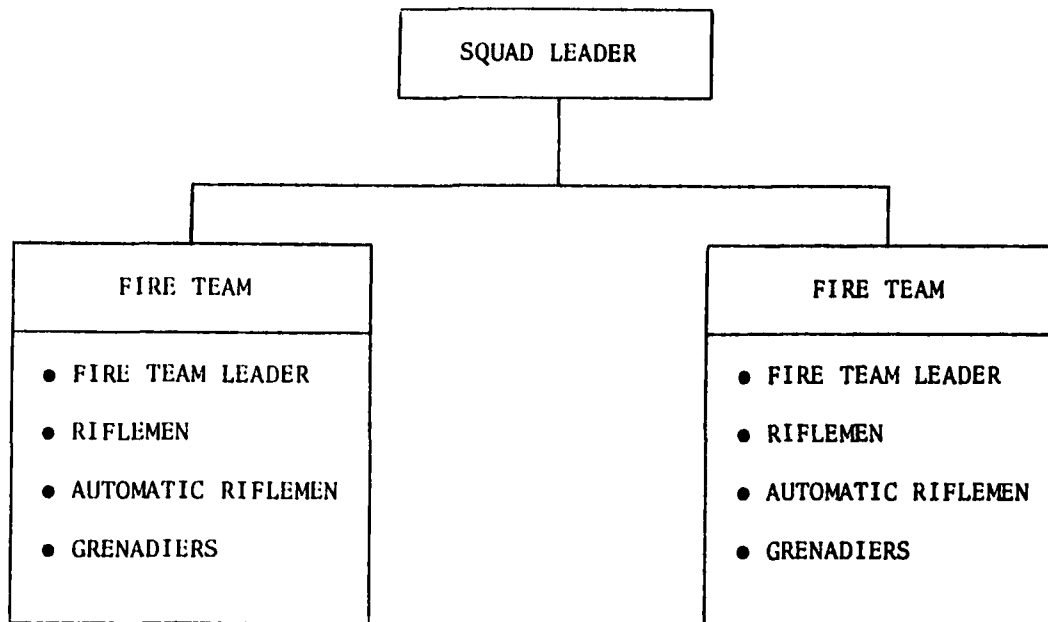 SQUAD LEADER
FIRE TEAM
● FIRE TEAM LEADER
● RIFLEMEN
● AUTOMATIC RIFLEMEN
● GRENADIERS
FIRE TEAM
● FIRE TEAM LEADER
● RIFLEMEN
● AUTOMATIC RIFLEMEN
● GRENADIERS